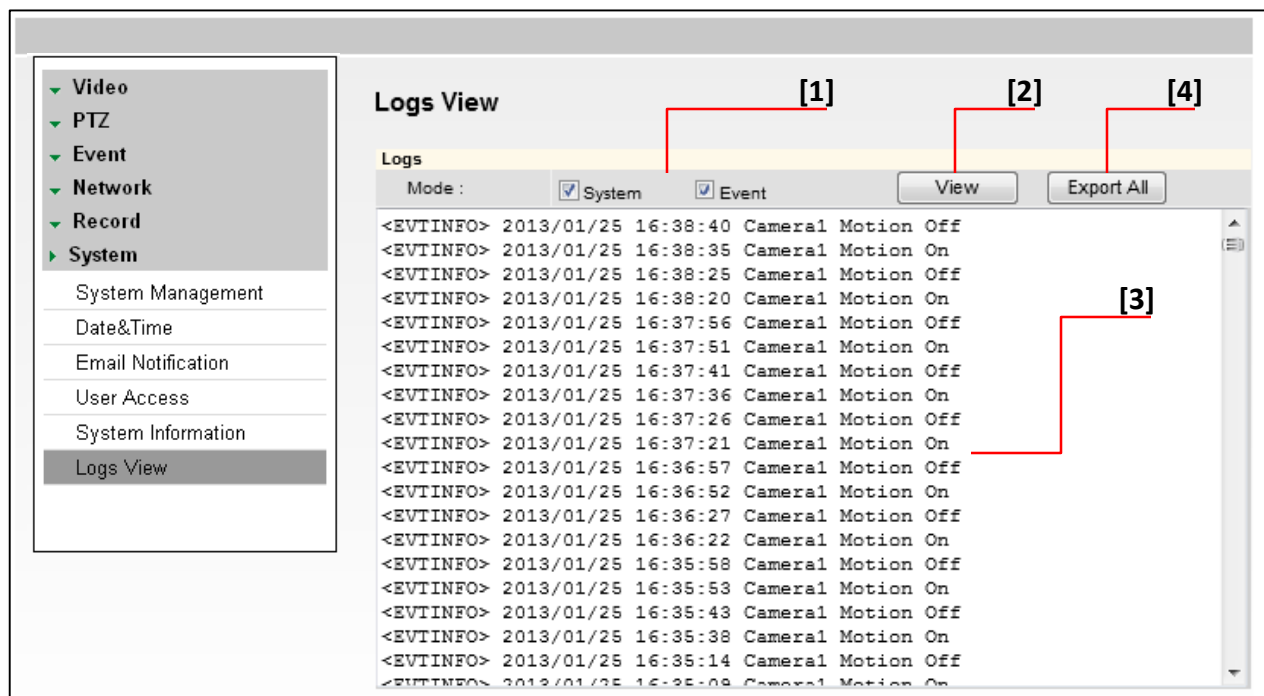 Video
PTZ
Event
Network
Record
System
System Management
Date&Time
Email Notification
User Access
System Information
Logs View
Logs View
[1] [2] [4]
Logs
Mode : System Event View Export All
<EVTINFO> 2013/01/25 16:38:40 Camera1 Motion Off
<EVTINFO> 2013/01/25 16:38:35 Camera1 Motion On
<EVTINFO> 2013/01/25 16:38:25 Camera1 Motion Off
<EVTINFO> 2013/01/25 16:38:20 Camera1 Motion On
[3]
<EVTINFO> 2013/01/25 16:37:56 Camera1 Motion Off
<EVTINFO> 2013/01/25 16:37:51 Camera1 Motion On
<EVTINFO> 2013/01/25 16:37:41 Camera1 Motion Off
<EVTINFO> 2013/01/25 16:37:36 Camera1 Motion On
<EVTINFO> 2013/01/25 16:37:26 Camera1 Motion Off
<EVTINFO> 2013/01/25 16:37:21 Camera1 Motion On
<EVTINFO> 2013/01/25 16:36:57 Camera1 Motion Off
<EVTINFO> 2013/01/25 16:36:52 Camera1 Motion On
<EVTINFO> 2013/01/25 16:36:27 Camera1 Motion Off
<EVTINFO> 2013/01/25 16:36:22 Camera1 Motion On
<EVTINFO> 2013/01/25 16:35:58 Camera1 Motion Off
<EVTINFO> 2013/01/25 16:35:53 Camera1 Motion On
<EVTINFO> 2013/01/25 16:35:43 Camera1 Motion Off
<EVTINFO> 2013/01/25 16:35:38 Camera1 Motion On
<EVTINFO> 2013/01/25 16:35:14 Camera1 Motion Off
<EVTINFO> 2013/01/25 16:35:09 Camera1 Motion On